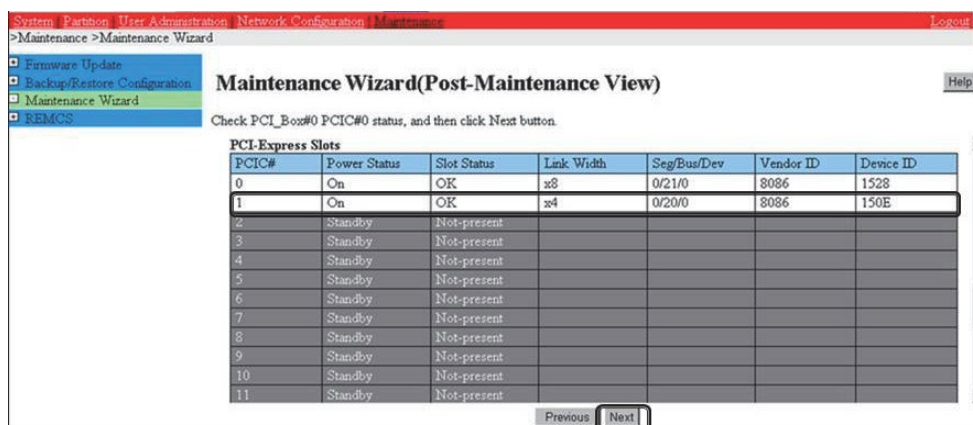 System | Partition | User Administration | Network Configuration | Maintenance Logout
>Maintenance >Maintenance Wizard
Firmware Update
Backup/Restore Configuration
Maintenance Wizard
REMCS
Maintenance Wizard(Post-Maintenance View)
Help
Check PCI_Box#0 PCIC#0 status, and then click Next button.
PCI-Express Slots
PCIC# Power Status Slot Status Link Width Seg/Bus/Dev Vendor ID Device ID
0 On OK x8 0/21/0 8086 1528
1 On OK x4 0/20/0 8086 150E
2 Standby Not-present
3 Standby Not-present
4 Standby Not-present
5 Standby Not-present
6 Standby Not-present
7 Standby Not-present
8 Standby Not-present
9 Standby Not-present
10 Standby Not-present
11 Standby Not-present
Previous Next